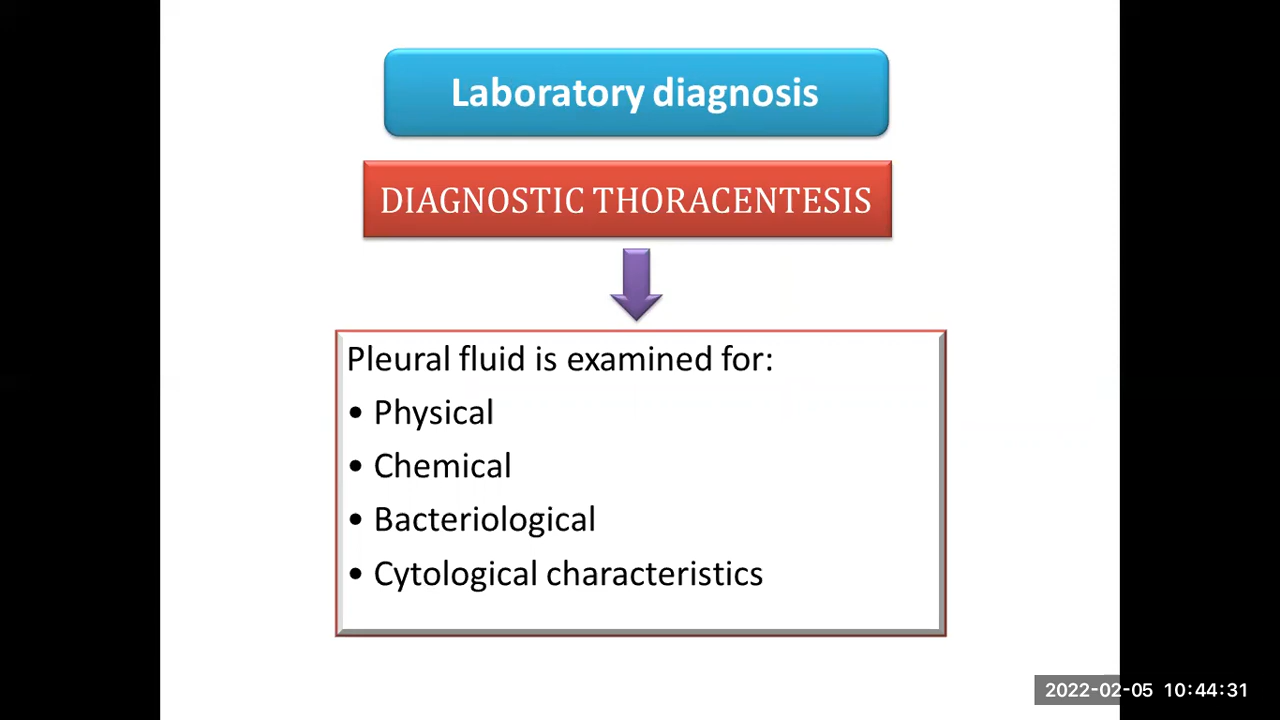 Laboratory diagnosis
DIAGNOSTIC THORACENTESIS
Pleural fluid is examined for:
• Physical
• Chemical
• Bacteriological
• Cytological characteristics
2022-02-05 10:44:31